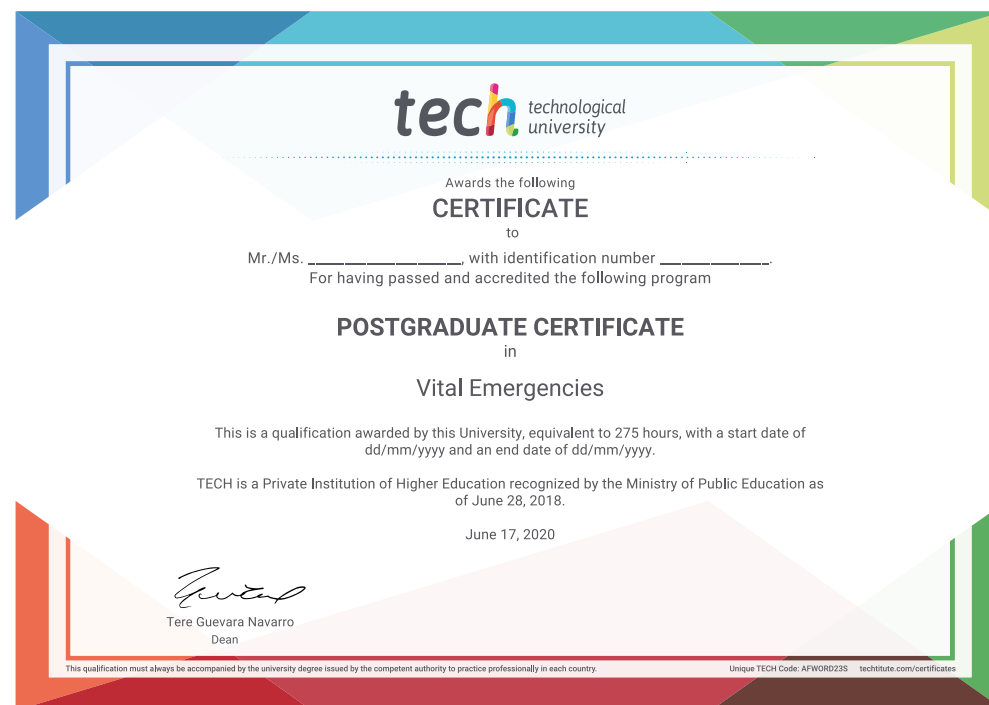 tech technological
university
Awards the following
CERTIFICATE
to
Mr./Ms. ____________________, with identification number ______________.
For having passed and accredited the following program
POSTGRADUATE CERTIFICATE
in
Vital Emergencies
This is a qualification awarded by this University, equivalent to 275 hours, with a start date of
dd/mm/yyyy and an end date of dd/mm/yyyy.
TECH is a Private Institution of Higher Education recognized by the Ministry of Public Education as
of June 28, 2018.
June 17, 2020
Tere Guevara Navarro
Dean
This qualification must always be accompanied by the university degree issued by the competent authority to practice professionally in each country.
Unique TECH Code: AFWORD23S techtitute.com/certificates